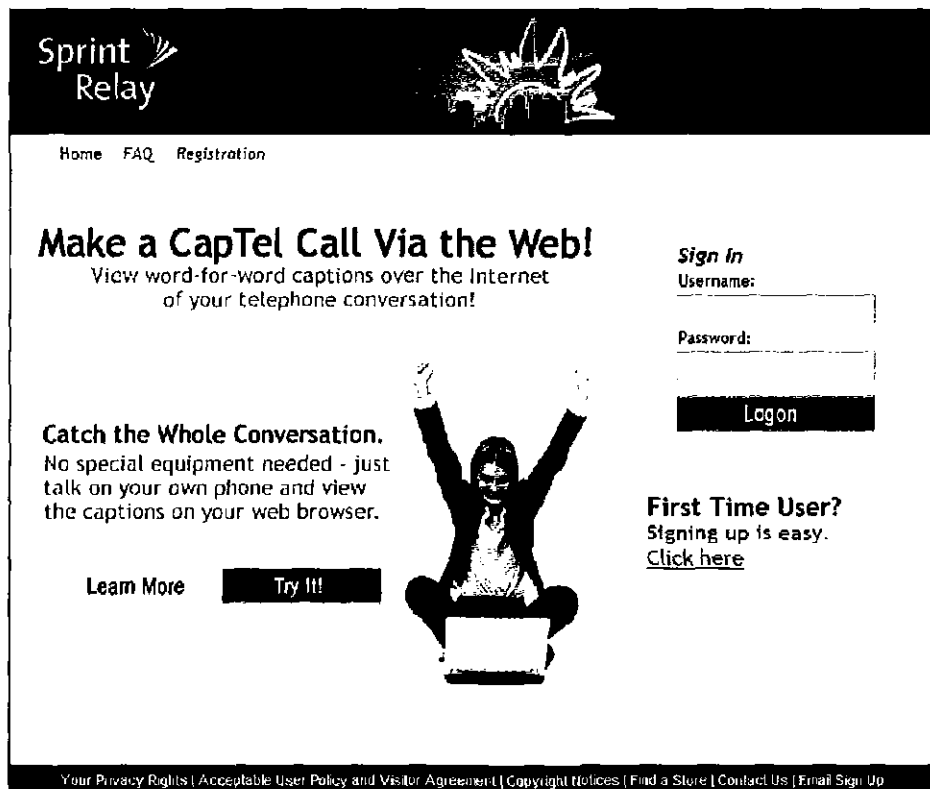 Sprint
Relay
Home FAQ Registration
Make a CapTel Call Via the Web!
View word-for-word captions over the Internet
of your telephone conversation!
Sign In
Username:
Password:
Logon
Catch the Whole Conversation.
No special equipment needed - just
talk on your own phone and view
the captions on your web browser.
Learn More
Try It!
First Time User?
Signing up is easy.
Click here
Your Privacy Rights | Acceptable User Policy and Visitor Agreement | Copyright Notices | Find a Store | Contact Us | Email Sign Up